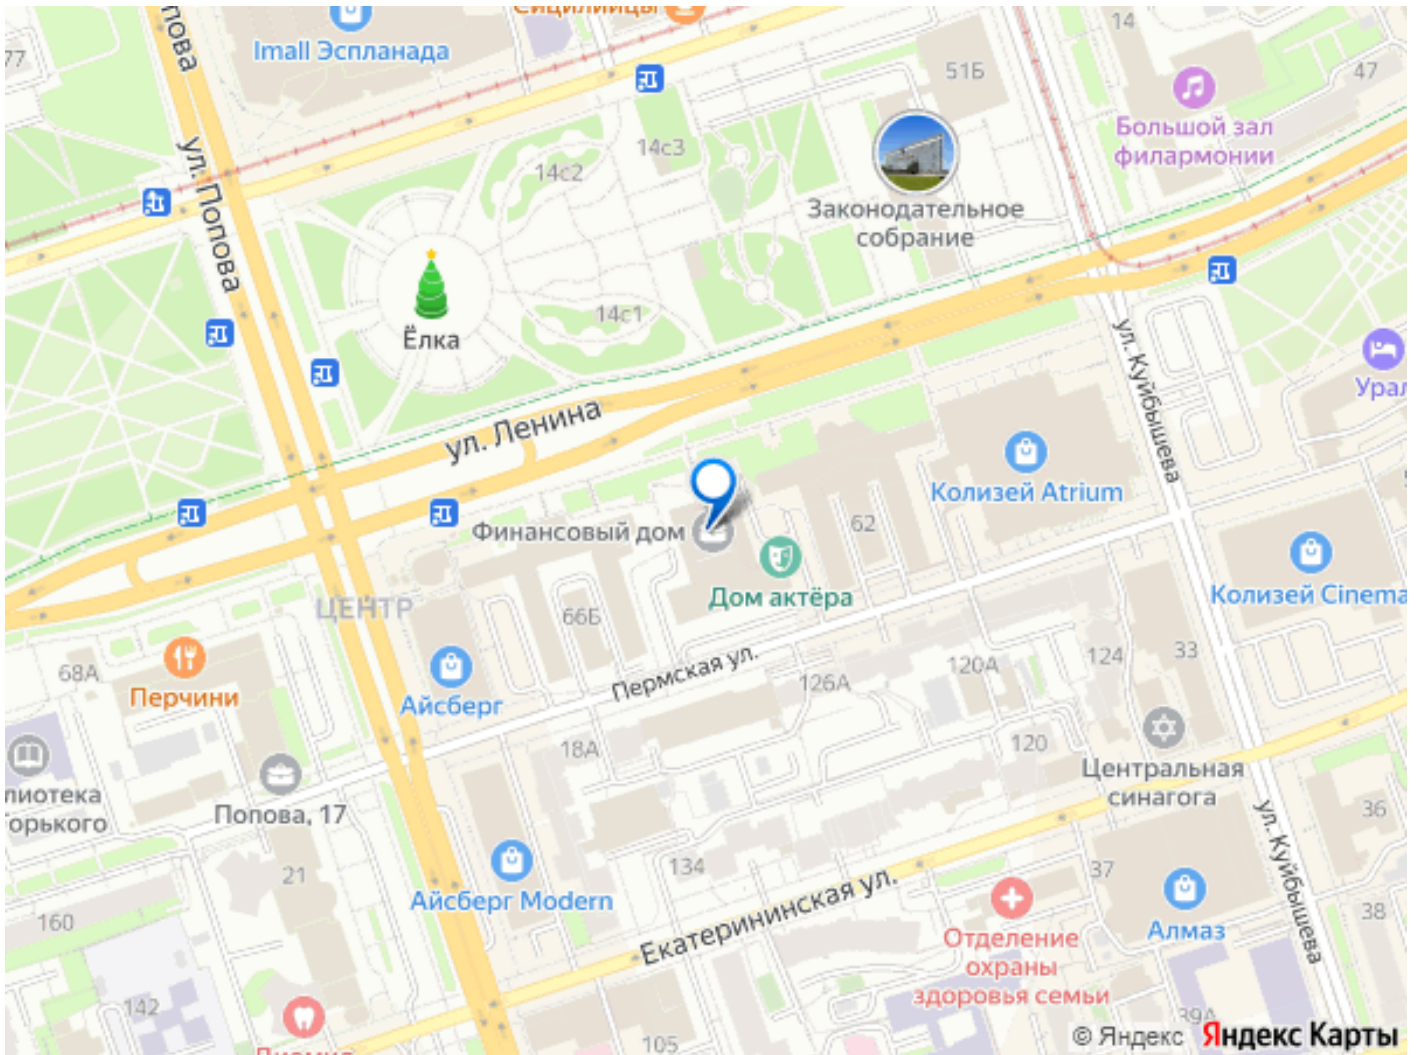 Сицилийцы
Imall Эспланада
77
14
51Б
47
ул. Попова
Большой зал
филармонии
14с3
14с2
Законодательное
собрание
14с1
Ёлка
ул. Куйбышева
Урал
ул. Ленина
Колизей Atrium
Финансовый дом
62
Дом актёра
Колизей Cinema
ЦЕНТР
66Б
68А
Перчини
Айсберг
Пермская ул.
126А
120А
124
33
18А
120
Центральная
синагога
Попова, 17
21
36
ул. Куйбышева
134
37
Айсберг Modern
Екатерининская ул.
160
Отделение
охраны
здоровья семьи
Алмаз
38
142
39А
105
© Яндекс Яндекс Карты